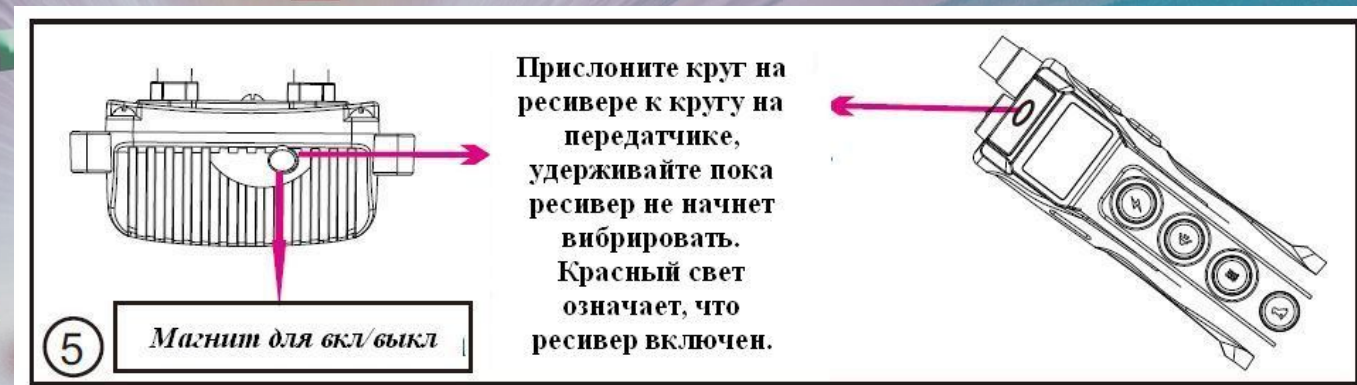 Прислоните круг на
ресивере к кругу на
передатчике,
удерживайте пока
ресивер не начнет
вибрировать.
Красный свет
означает, что
ресивер включен.
5
Магнит для вкл/выкл